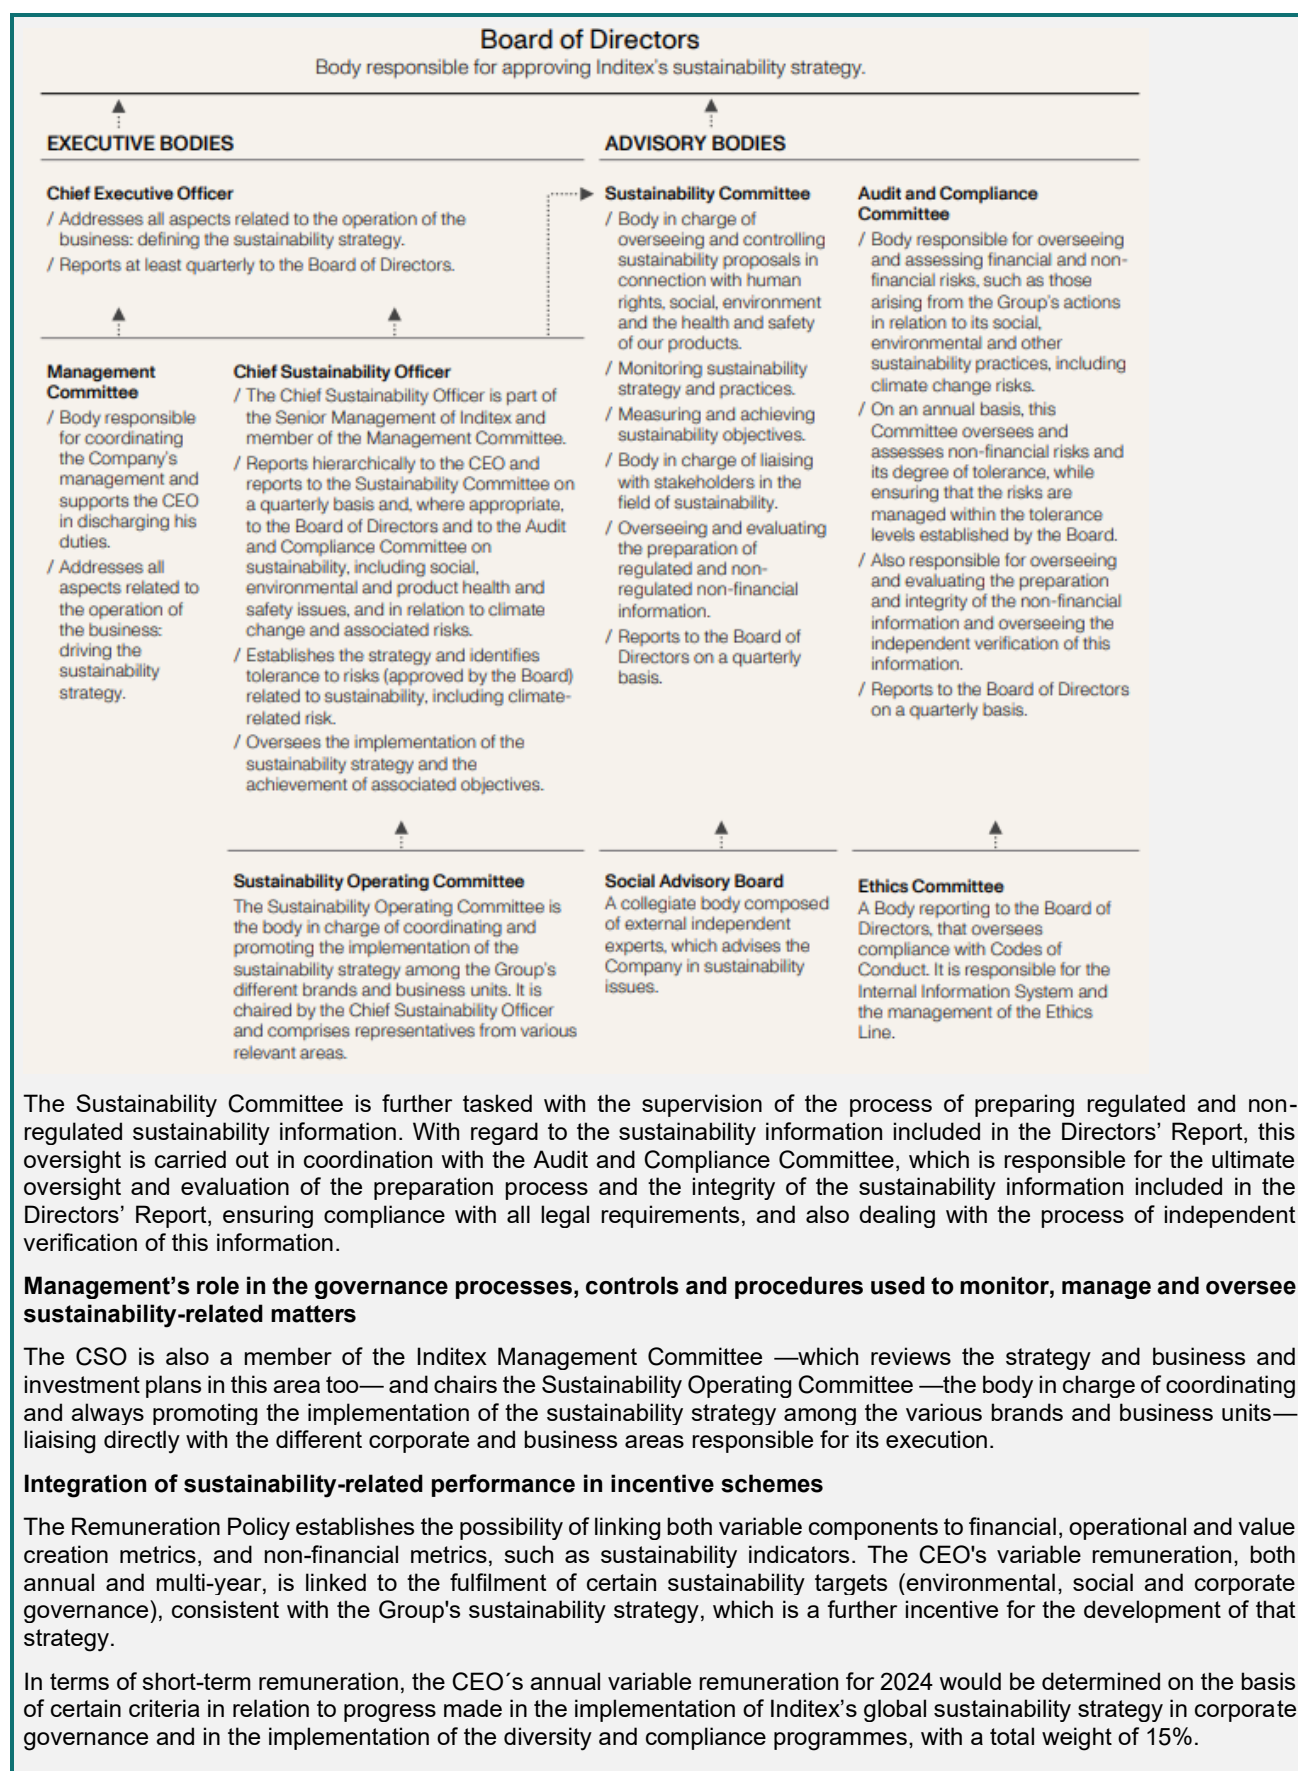 Board of Directors
Body responsible for approving Inditex's sustainability strategy.
EXECUTIVE BODIES
Chief Executive Officer
/ Addresses all aspects related to the operation of the
business: defining the sustainability strategy.
/ Reports at least quarterly to the Board of Directors.
Management
Committee
/ Body responsible
for coordinating
the Company's
management and
supports the CEO
in discharging his
duties.
/ Addresses all
aspects related to
the operation of
the business:
driving the
sustainability
strategy.
Chief Sustainability Officer
/ The Chief Sustainability Officer is part of
the Senior Management of Inditex and
member of the Management Committee.
/ Reports hierarchically to the CEO and
reports to the Sustainability Committee on
a quarterly basis and, where appropriate,
to the Board of Directors and to the Audit
and Compliance Committee on
sustainability, including social,
environmental and product health and
safety issues, and in relation to climate
change and associated risks.
/ Establishes the strategy and identifies
tolerance to risks (approved by the Board)
related to sustainability, including climate-
related risk.
/ Oversees the implementation of the
sustainability strategy and the
achievement of associated objectives.
Sustainability Operating Committee
The Sustainability Operating Committee is
the body in charge of coordinating and
promoting the implementation of the
sustainability strategy among the Group's
different brands and business units. It is
chaired by the Chief Sustainability Officer
and comprises representatives from various
relevant areas.
ADVISORY BODIES
Sustainability Committee
/ Body in charge of
overseeing and controlling
sustainability proposals in
connection with human
rights, social, environment
and the health and safety
of our products.
/ Monitoring sustainability
strategy and practices.
/ Measuring and achieving
sustainability objectives.
/ Body in charge of liaising
with stakeholders in the
field of sustainability.
/ Overseeing and evaluating
the preparation of
regulated and non-
regulated non-financial
information.
/ Reports to the Board of
Directors on a quarterly
basis.
Social Advisory Board
A collegiate body composed
of external independent
experts, which advises the
Company in sustainability
issues.
Audit and Compliance
Committee
/ Body responsible for overseeing
and assessing financial and non-
financial risks, such as those
arising from the Group's actions
in relation to its social,
environmental and other
sustainability practices, including
climate change risks.
/ On an annual basis, this
Committee oversees and
assesses non-financial risks and
its degree of tolerance, while
ensuring that the risks are
managed within the tolerance
levels established by the Board.
/ Also responsible for overseeing
and evaluating the preparation
and integrity of the non-financial
information and overseeing the
independent verification of this
information.
/ Reports to the Board of Directors
on a quarterly basis.
Ethics Committee
A Body reporting to the Board of
Directors, that oversees
compliance with Codes of
Conduct. It is responsible for the
Internal Information System and
the management of the Ethics
Line.
The Sustainability Committee is further tasked with the supervision of the process of preparing regulated and non-
regulated sustainability information. With regard to the sustainability information included in the Directors' Report, this
oversight is carried out in coordination with the Audit and Compliance Committee, which is responsible for the ultimate
oversight and evaluation of the preparation process and the integrity of the sustainability information included in the
Directors' Report, ensuring compliance with all legal requirements, and also dealing with the process of independent
verification of this information.
Management's role in the governance processes, controls and procedures used to monitor, manage and oversee
sustainability-related matters
The CSO is also a member of the Inditex Management Committee —which reviews the strategy and business and
investment plans in this area too— and chairs the Sustainability Operating Committee —the body in charge of coordinating
and always promoting the implementation of the sustainability strategy among the various brands and business units—
liaising directly with the different corporate and business areas responsible for its execution.
Integration of sustainability-related performance in incentive schemes
The Remuneration Policy establishes the possibility of linking both variable components to financial, operational and value
creation metrics, and non-financial metrics, such as sustainability indicators. The CEO's variable remuneration, both
annual and multi-year, is linked to the fulfilment of certain sustainability targets (environmental, social and corporate
governance), consistent with the Group's sustainability strategy, which is a further incentive for the development of that
strategy.
In terms of short-term remuneration, the CEO´s annual variable remuneration for 2024 would be determined on the basis
of certain criteria in relation to progress made in the implementation of Inditex's global sustainability strategy in corporate
governance and in the implementation of the diversity and compliance programmes, with a total weight of 15%.